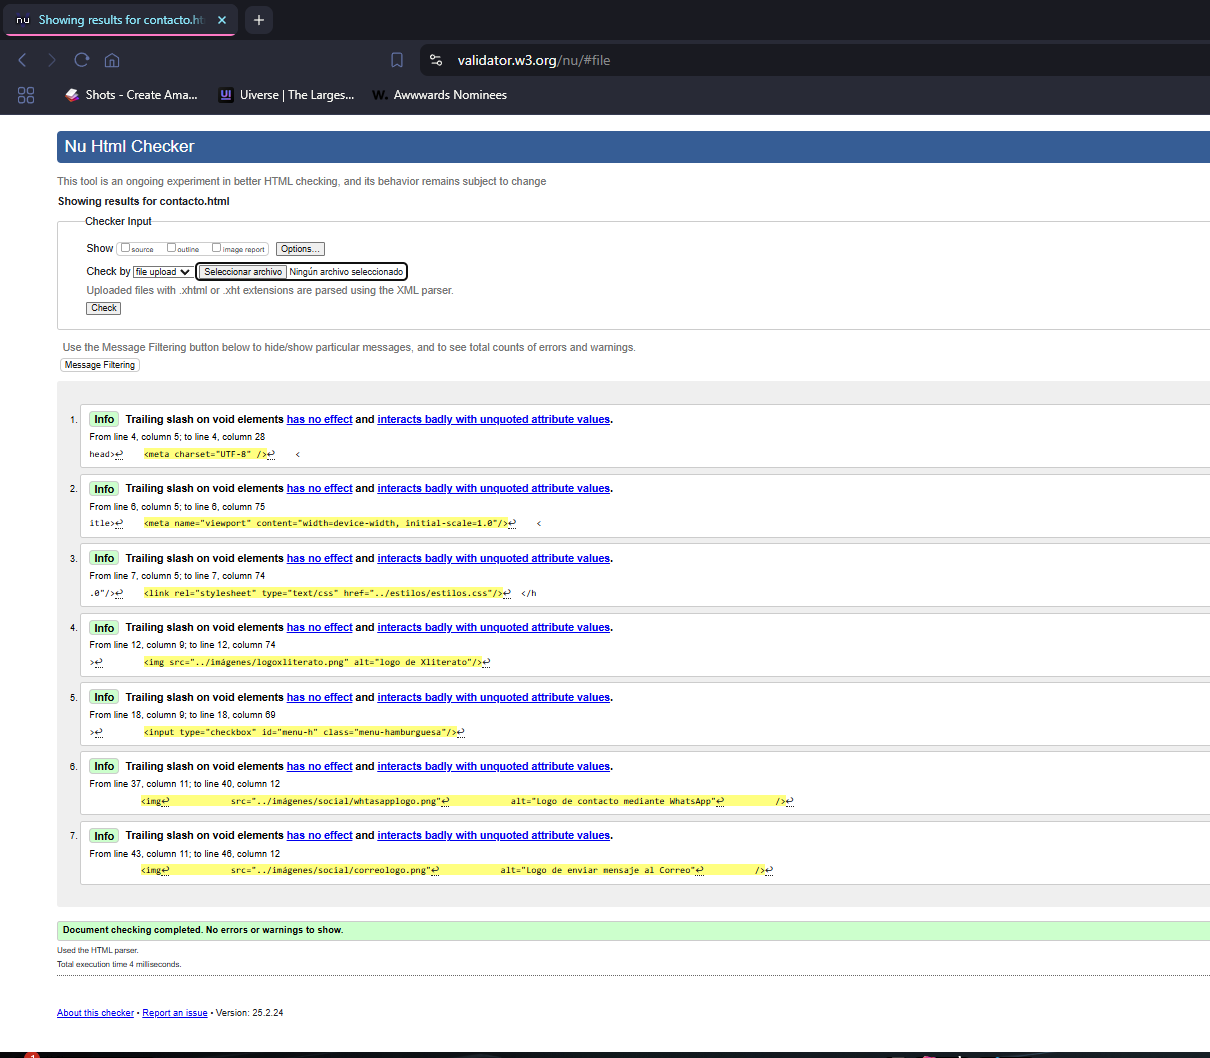 nu Showing results for contacto.ht
validator.w3.org/nu/#file
Shots - Create Ama...
UI Uiverse | The Larges...
W. Awwwards Nominees
Nu Html Checker
This tool is an ongoing experiment in better HTML checking, and its behavior remains subject to change
Showing results for contacto.html
Checker Input
Show source outline image report Options...
Check by file upload Seleccionar archivo Ningún archivo seleccionado
Uploaded files with .xhtml or .xht extensions are parsed using the XML parser.
Check
Use the Message Filtering button below to hide/show particular messages, and to see total counts of errors and warnings.
Message Filtering
1. Info Trailing slash on void elements has no effect and interacts badly with unquoted attribute values.
From line 4, column 5; to line 4, column 28
head>↩ <meta charset="UTF-8" />↩ <
2. Info Trailing slash on void elements has no effect and interacts badly with unquoted attribute values.
From line 6, column 5; to line 6, column 75
itle>↩ <meta name="viewport" content="width=device-width, initial-scale=1.0"/>↩ <
3. Info Trailing slash on void elements has no effect and interacts badly with unquoted attribute values.
From line 7, column 5; to line 7, column 74
.0"/>↩ <link rel="stylesheet" type="text/css" href="../estilos/estilos.css"/>↩ </h
4. Info Trailing slash on void elements has no effect and interacts badly with unquoted attribute values.
From line 12, column 9; to line 12, column 74
>↩ <img src="../imágenes/logoxliterato.png" alt="logo de Xliterato"/>↩
5. Info Trailing slash on void elements has no effect and interacts badly with unquoted attribute values.
From line 18, column 9; to line 18, column 69
>↩ <input type="checkbox" id="menu-h" class="menu-hamburguesa"/>↩
6. Info Trailing slash on void elements has no effect and interacts badly with unquoted attribute values.
From line 37, column 11; to line 40, column 12
<img↩ src="../imágenes/social/whtasapplogo.png"↩ alt="Logo de contacto mediante WhatsApp"↩ />↩
7. Info Trailing slash on void elements has no effect and interacts badly with unquoted attribute values.
From line 43, column 11; to line 46, column 12
<img↩ src="../imágenes/social/correologo.png"↩ alt="Logo de enviar mensaje al Correo"↩ />↩
Document checking completed. No errors or warnings to show.
Used the HTML parser.
Total execution time 4 milliseconds.
About this checker • Report an issue • Version: 25.2.24